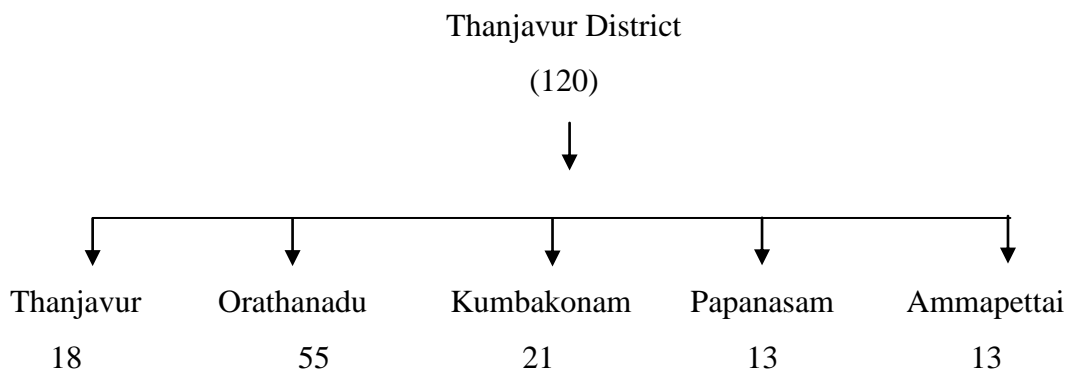 Thanjavur District
(120)
Thanjavur Orathanadu Kumbakonam Papanasam Ammapettai
18 55 21 13 13